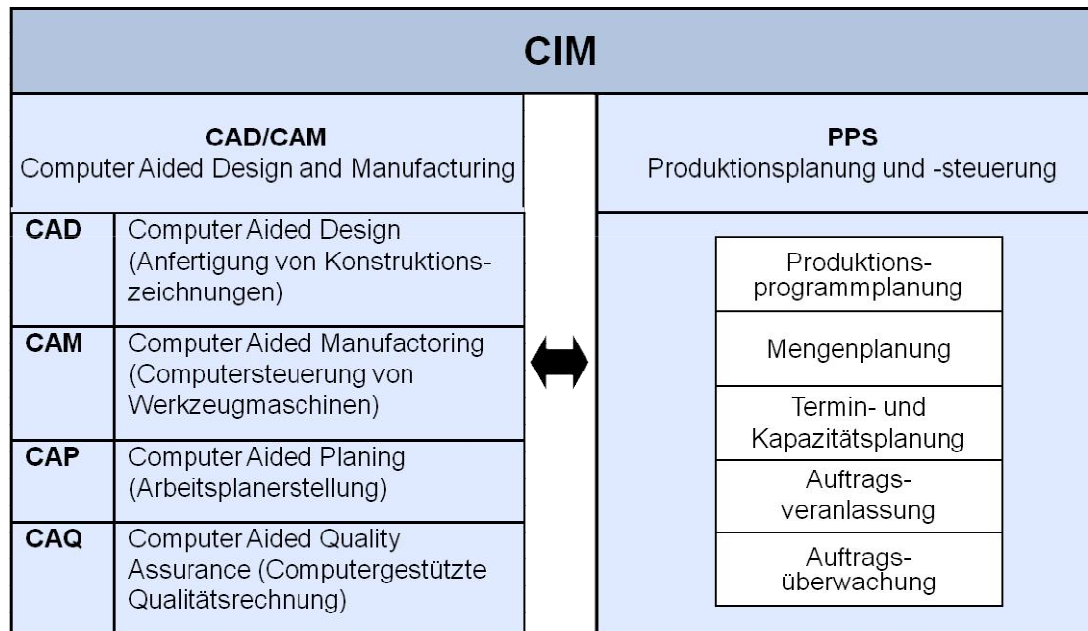 CIM
CAD/CAM
Computer Aided Design and Manufacturing
PPS
Produktionsplanung und -steuerung
CAD
Computer Aided Design
(Anfertigung von Konstruktions-
zeichnungen)
CAM
Computer Aided Manufactoring
(Computersteuerung von
Werkzeugmaschinen)
CAP
Computer Aided Planing
(Arbeitsplanerstellung)
CAQ
Computer Aided Quality
Assurance (Computergestützte
Qualitätsrechnung)
Produktions-
programmplanung
Mengenplanung
Termin- und
Kapazitätsplanung
Auftrags-
veranlassung
Auftrags-
überwachung